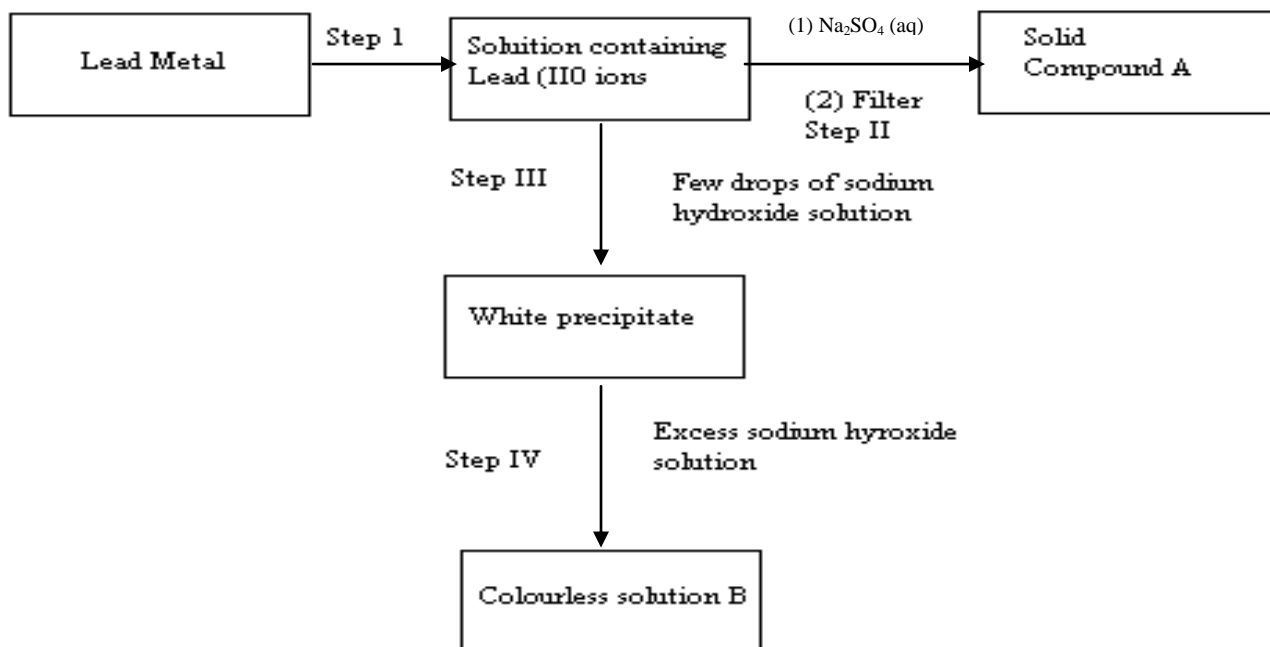 Lead Metal
Step 1
Soluition containing
Lead (II0 ions
(1) Na₂SO₄ (aq)
(2) Filter
Step II
Solid
Compound A
Step III
Few drops of sodium
hydroxide solution
White precipitate
Step IV
Excess sodium hyroxide
solution
Colourless solution B